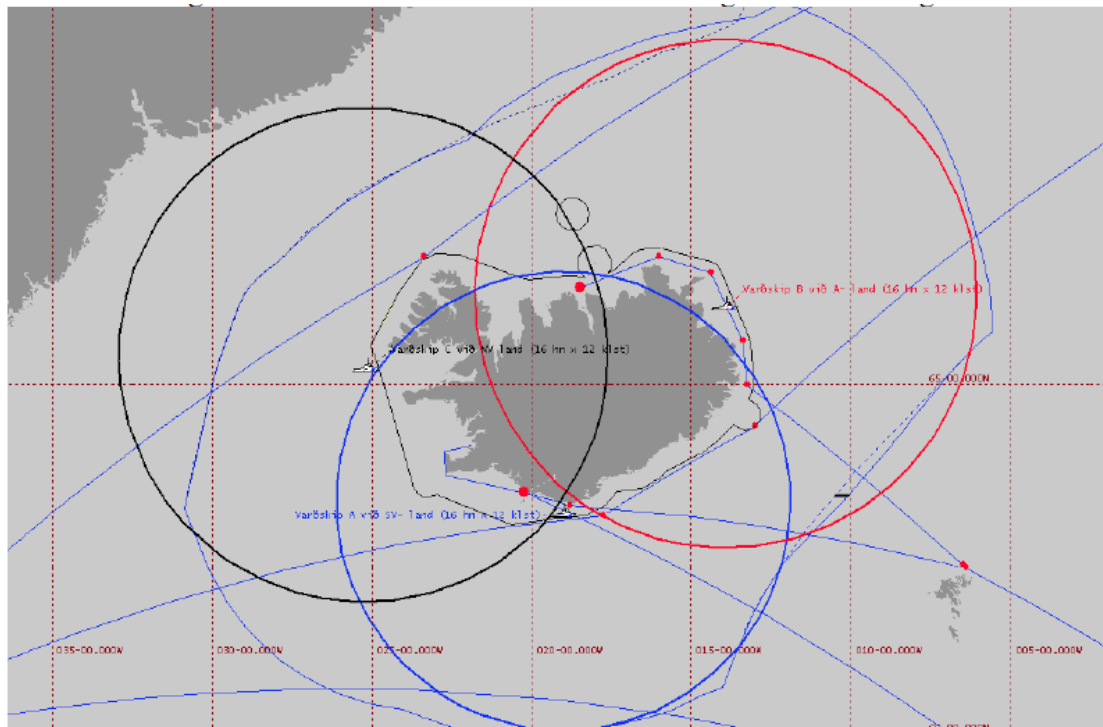 Varðskip B við A- land (16 hn x 12 klst)
Varðskip C við NV land (16 hn x 12 klst)
65-00.000N
Varðskip A við SV- land (16 hn x 12 klst)
035-00.000W
030-00.000W
025-00.000W
020-00.000W
015-00.000W
010-00.000W
005-00.000W